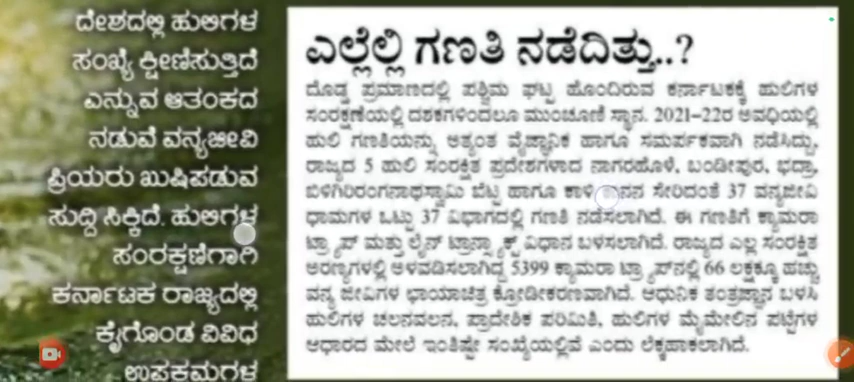 ದೇಶದಲ್ಲಿ ಹುಲಿಗಳ
ಸಂಖ್ಯೆ ಕ್ಷೀಣಿಸುತ್ತಿದೆ
ಎನ್ನುವ ಆತಂಕದ
ನಡುವೆ ವನ್ಯಜೀವಿ
ಪ್ರಿಯರು ಖುಷಿಪಡುವ
ಸುದ್ದಿ ಸಿಕ್ಕಿದೆ. ಹುಲಿಗಳ
ಸಂರಕ್ಷಣೆಗಾಗಿ
ಕರ್ನಾಟಕ ರಾಜ್ಯದಲ್ಲಿ
ಕೈಗೊಂಡ ವಿವಿಧ
ಉಪಕ್ರಮಗಳ
ಎಲ್ಲೆಲ್ಲಿ ಗಣತಿ ನಡೆದಿತ್ತು..?
ದೊಡ್ಡ ಪ್ರಮಾಣದಲ್ಲಿ ಪಶ್ಚಿಮ ಘಟ್ಟ ಹೊಂದಿರುವ ಕರ್ನಾಟಕಕ್ಕೆ ಹುಲಿಗಳ
ಸಂರಕ್ಷಣೆಯಲ್ಲಿ ದಶಕಗಳಿಂದಲೂ ಮುಂಚೂಣಿ ಸ್ಥಾನ. 2021-22ರ ಅವಧಿಯಲ್ಲಿ
ಹುಲಿ ಗಣತಿಯನ್ನು ಅತ್ಯಂತ ವೈಜ್ಞಾನಿಕ ಹಾಗೂ ಸಮರ್ಪಕವಾಗಿ ನಡೆಸಿದ್ದು,
ರಾಜ್ಯದ 5 ಹುಲಿ ಸಂರಕ್ಷಿತ ಪ್ರದೇಶಗಳಾದ ನಾಗರಹೊಳೆ, ಬಂಡೀಪುರ, ಭದ್ರಾ,
ಬಿಳಿಗಿರಿರಂಗನಾಥಸ್ವಾಮಿ ಬೆಟ್ಟ ಹಾಗೂ ಕಾಳಿ ಸೇರಿದಂತೆ 37 ವನ್ಯಜೀವಿ
ಧಾಮಗಳ ಒಟ್ಟು 37 ವಿಭಾಗದಲ್ಲಿ ಗಣತಿ ನಡೆಸಲಾಗಿದೆ. ಈ ಗಣತಿಗೆ ಕ್ಯಾಮರಾ
ಟ್ರ್ಯಾಪ್ ಮತ್ತು ಲೈನ್ ಟ್ರಾನ್ಸ್ಯಾಕ್ಟ್ ವಿಧಾನ ಬಳಸಲಾಗಿದೆ. ರಾಜ್ಯದ ಎಲ್ಲ ಸಂರಕ್ಷಿತ
ಅರಣ್ಯಗಳಲ್ಲಿ ಅಳವಡಿಸಲಾಗಿದ್ದ 5399 ಕ್ಯಾಮರಾ ಟ್ರ್ಯಾಪ್‌ನಲ್ಲಿ 66 ಲಕ್ಷಕ್ಕೂ ಹೆಚ್ಚು
ವನ್ಯ ಜೀವಿಗಳ ಛಾಯಾಚಿತ್ರ ಕ್ರೋಡೀಕರಣವಾಗಿದೆ. ಆಧುನಿಕ ತಂತ್ರಜ್ಞಾನ ಬಳಸಿ
ಹುಲಿಗಳ ಚಲನವಲನ, ಪ್ರಾದೇಶಿಕ ಪರಿಮಿತಿ, ಹುಲಿಗಳ ಮೈಮೇಲಿನ ಪಟ್ಟೆಗಳ
ಆಧಾರದ ಮೇಲೆ ಇಂತಿಷ್ಟೇ ಸಂಖ್ಯೆಯಲ್ಲಿವೆ ಎಂದು ಲೆಕ್ಕಹಾಕಲಾಗಿದೆ.